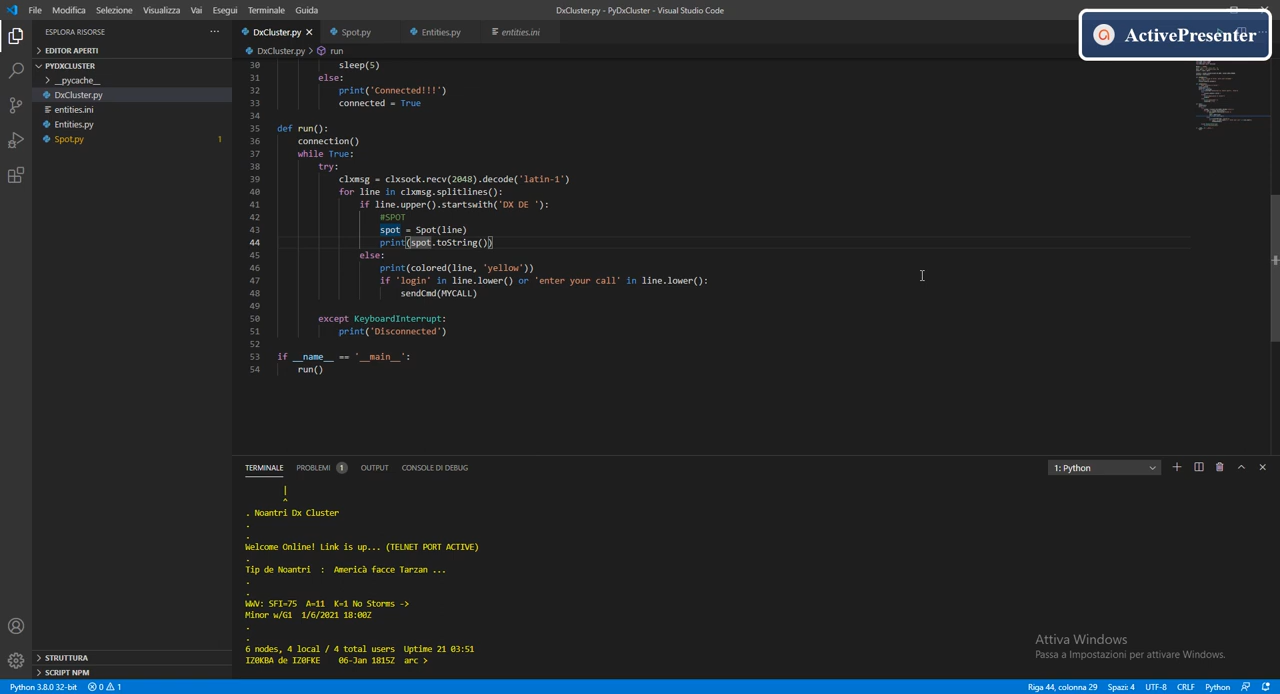 File Modifica Selezione Visualizza Vai Esegui Terminale Guida
DxCluster.py - PyDxCluster - Visual Studio Code
ActivePresenter
ESPLORA RISORSE ...
EDITOR APERTI
PYDXCLUSTER
__pycache__
DxCluster.py
entities.ini
Entities.py
Spot.py 1
STRUTTURA
SCRIPT NPM
DxCluster.py Spot.py Entities.py entities.ini
DxCluster.py > run
30 sleep(5)
31 else:
32 print('Connected!!!')
33 connected = True
34
35 def run():
36 connection()
37 while True:
38 try:
39 clxmsg = clxsock.recv(2048).decode('latin-1')
40 for line in clxmsg.splitlines():
41 if line.upper().startswith('DX DE '):
42 #SPOT
43 spot = Spot(line)
44 print(spot.toString())
45 else:
46 print(colored(line, 'yellow'))
47 if 'login' in line.lower() or 'enter your call' in line.lower():
48 sendCmd(MYCALL)
49
50 except KeyboardInterrupt:
51 print('Disconnected')
52
53 if __name__ == '__main__':
54 run()
TERMINALE PROBLEMI 1 OUTPUT CONSOLE DI DEBUG
1: Python
|
^
. Noantri Dx Cluster
.
.
Welcome Online! Link is up... (TELNET PORT ACTIVE)
.
Tip de Noantri : Americà facce Tarzan ...
.
.
WWV: SFI=75 A=11 K=1 No Storms ->
Minor w/G1 1/6/2021 18:00Z
.
.
6 nodes, 4 local / 4 total users Uptime 21 03:51
IZ0KBA de IZ0FKE 06-Jan 1815Z arc >
Attiva Windows
Passa a Impostazioni per attivare Windows.
Python 3.8.0 32-bit 0 1
Riga 44, colonna 29 Spazi: 4 UTF-8 CRLF Python